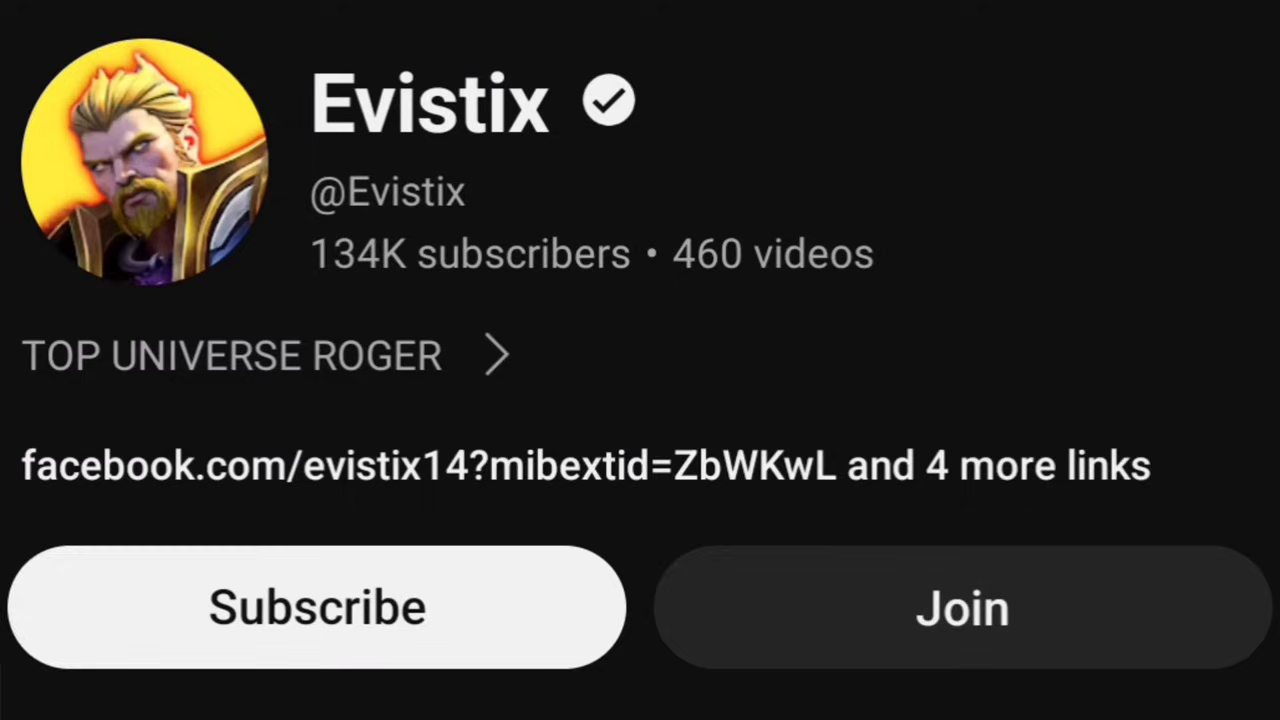 Evistix
@Evistix
134K subscribers • 460 videos
TOP UNIVERSE ROGER
facebook.com/evistix14?mibextid=ZbWKwL and 4 more links
Subscribe
Join